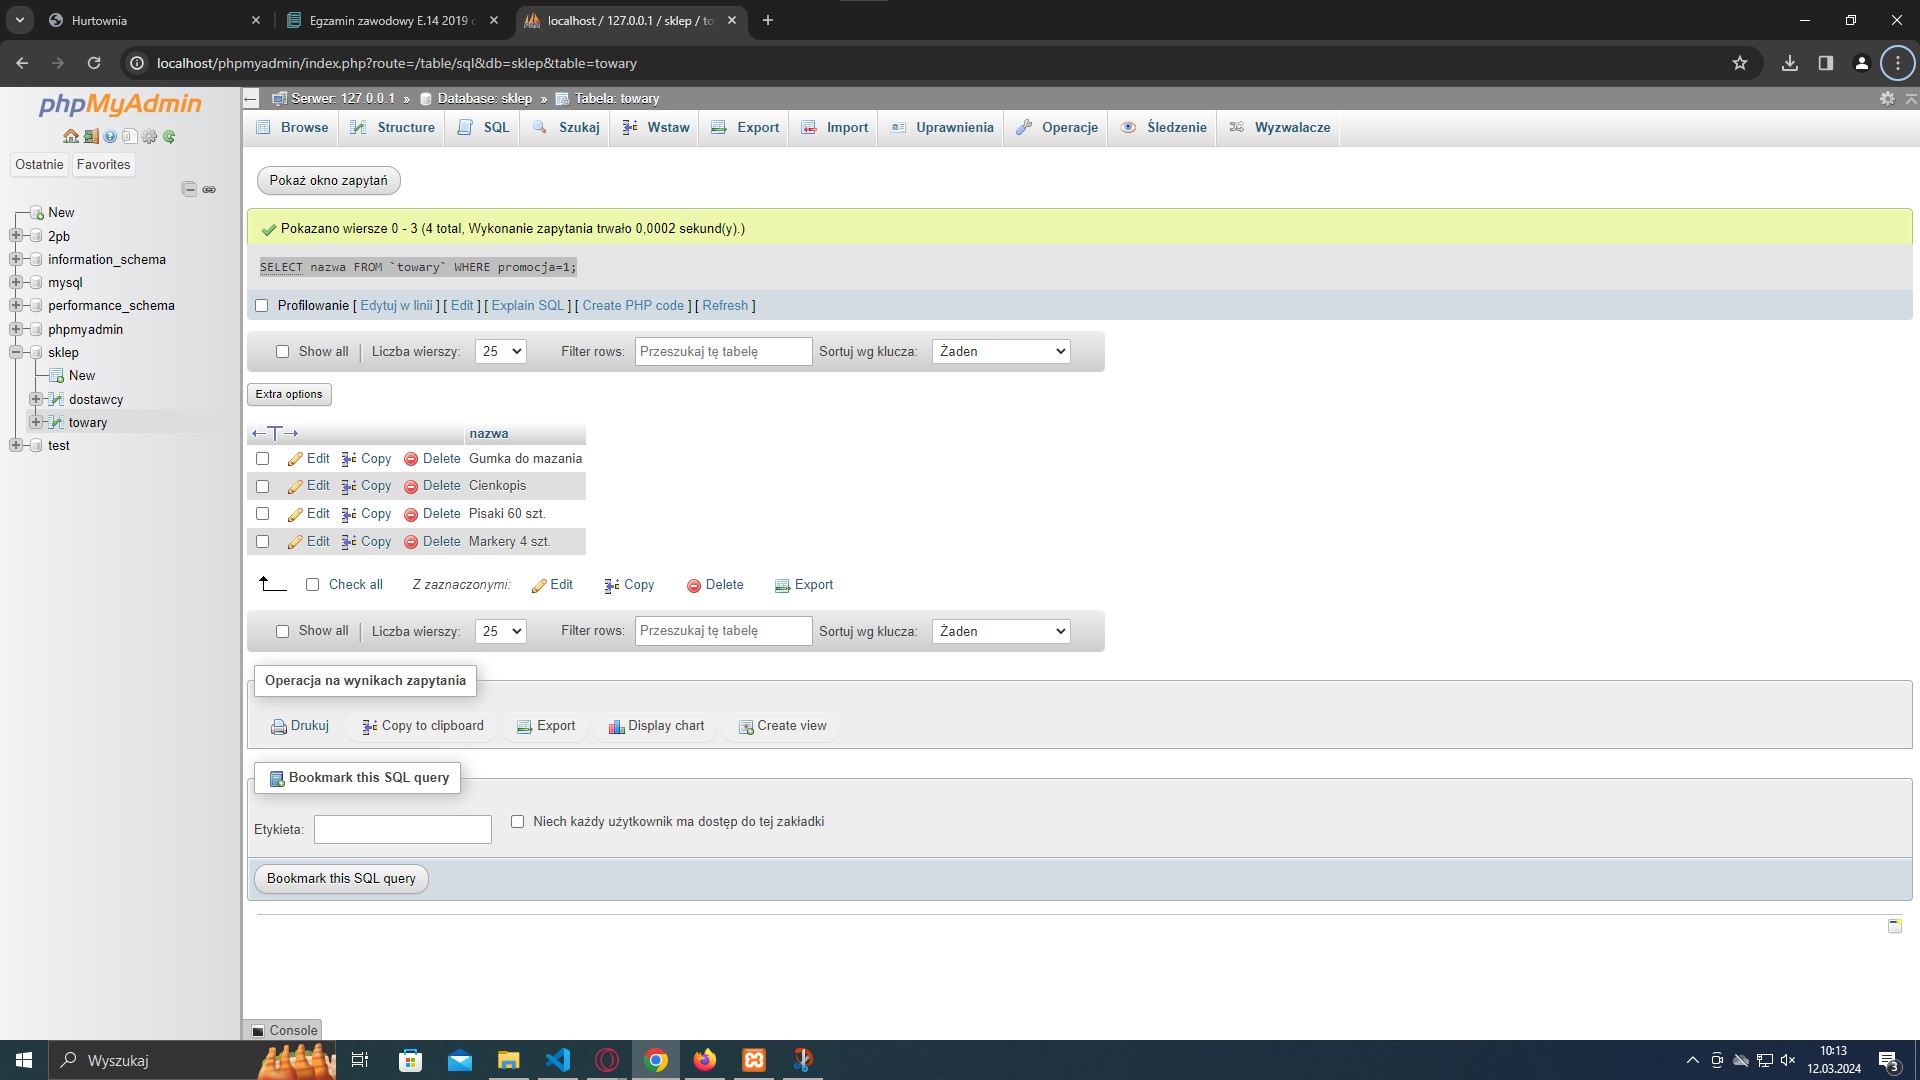 Hurtownia
Egzamin zawodowy E.14 2019 c
localhost / 127.0.0.1 / sklep / to
localhost/phpmyadmin/index.php?route=/table/sql&db=sklep&table=towary
phpMyAdmin
Ostatnie Favorites
New
2pb
information_schema
mysql
performance_schema
phpmyadmin
sklep
New
dostawcy
towary
test
Serwer: 127.0.0.1 » Database: sklep » Tabela: towary
Browse Structure SQL Szukaj Wstaw Export Import Uprawnienia Operacje Śledzenie Wyzwalacze
Pokaż okno zapytań
Pokazano wiersze 0 - 3 (4 total, Wykonanie zapytania trwało 0,0002 sekund(y).)
SELECT nazwa FROM `towary` WHERE promocja=1;
Profilowanie [ Edytuj w linii ] [ Edit ] [ Explain SQL ] [ Create PHP code ] [ Refresh ]
Show all Liczba wierszy: 25 Filter rows: Przeszukaj tę tabelę Sortuj wg klucza: Żaden
Extra options
nazwa
Edit Copy Delete Gumka do mazania
Edit Copy Delete Cienkopis
Edit Copy Delete Pisaki 60 szt.
Edit Copy Delete Markery 4 szt.
Check all Z zaznaczonymi: Edit Copy Delete Export
Show all Liczba wierszy: 25 Filter rows: Przeszukaj tę tabelę Sortuj wg klucza: Żaden
Operacja na wynikach zapytania
Drukuj Copy to clipboard Export Display chart Create view
Bookmark this SQL query
Etykieta: Niech każdy użytkownik ma dostęp do tej zakładki
Bookmark this SQL query
Console
Wyszukaj
10:13
12.03.2024
3